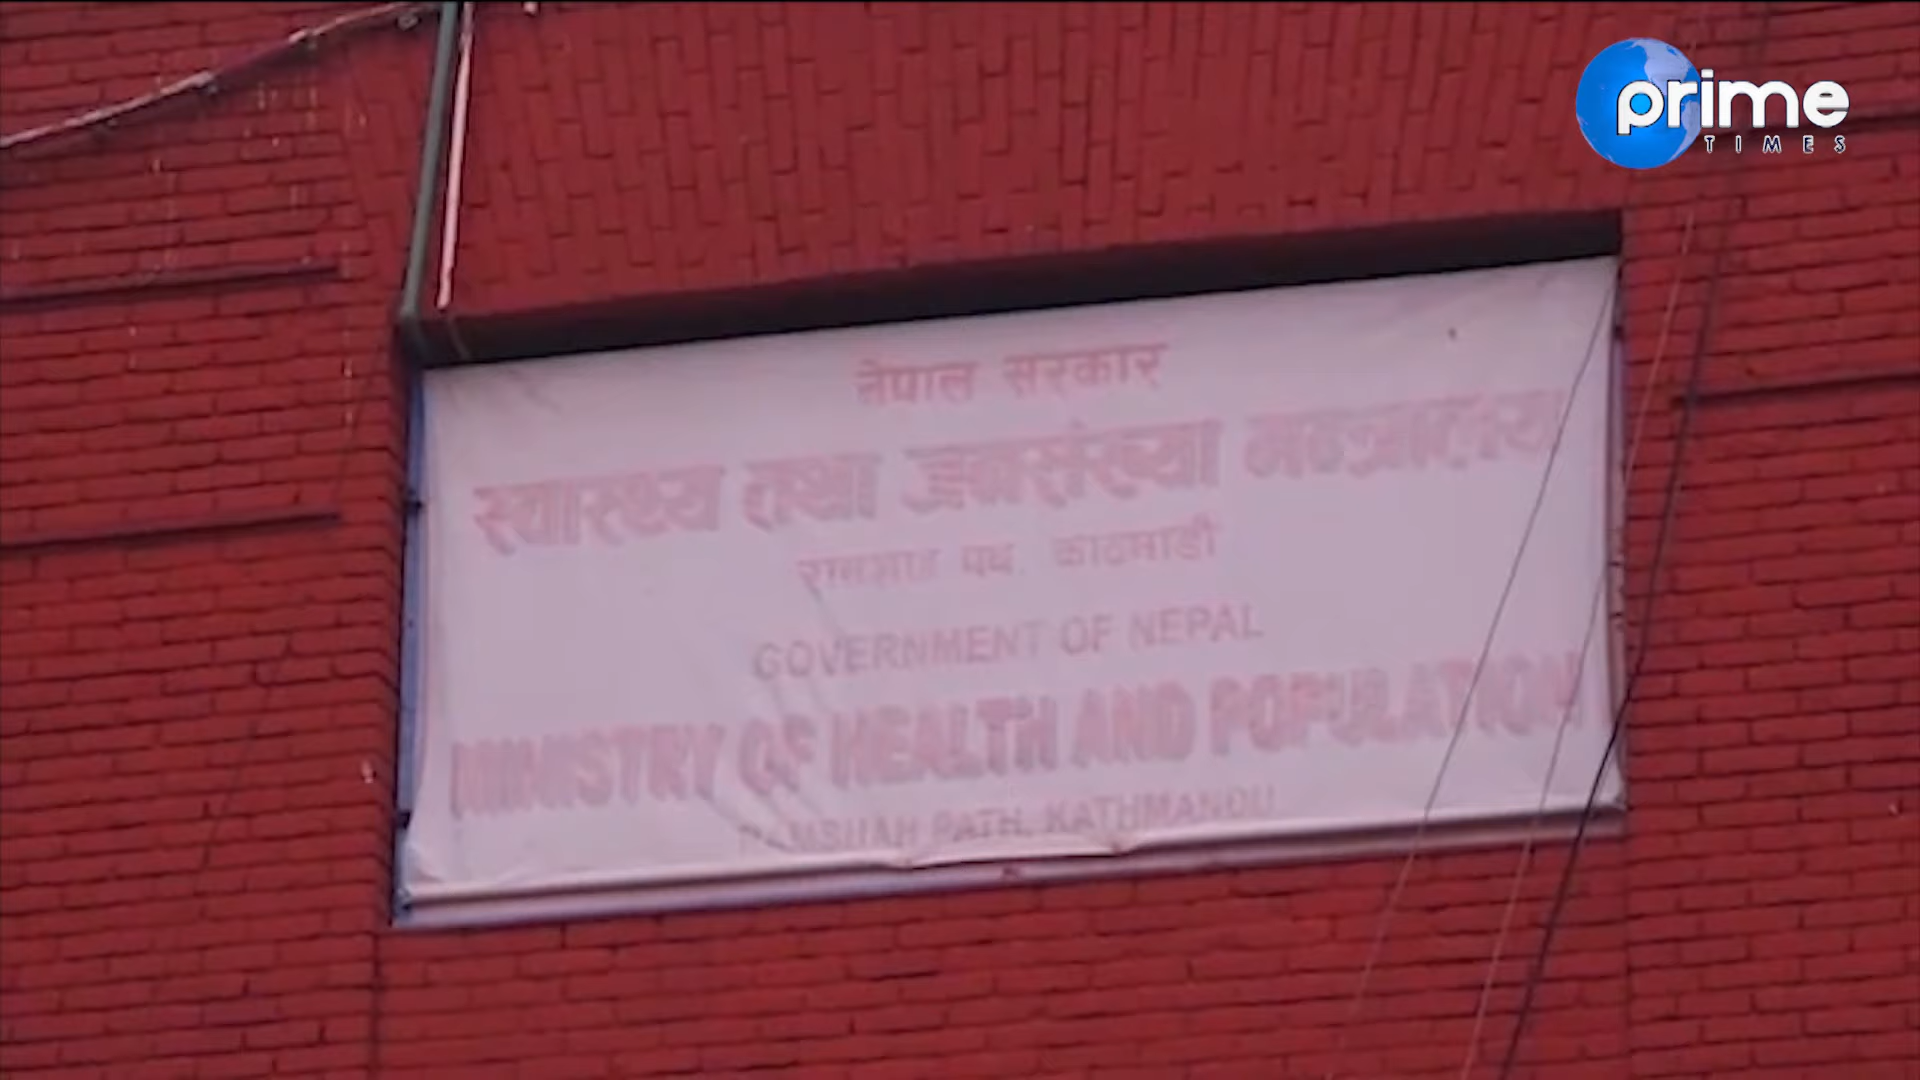 prime
TIMES
नेपाल सरकार
स्वास्थ्य तथा जनसंख्या मन्त्रालय
रामशाह पथ, काठमाडौं
GOVERNMENT OF NEPAL
MINISTRY OF HEALTH AND POPULATION
RAMSHAH PATH, KATHMANDU